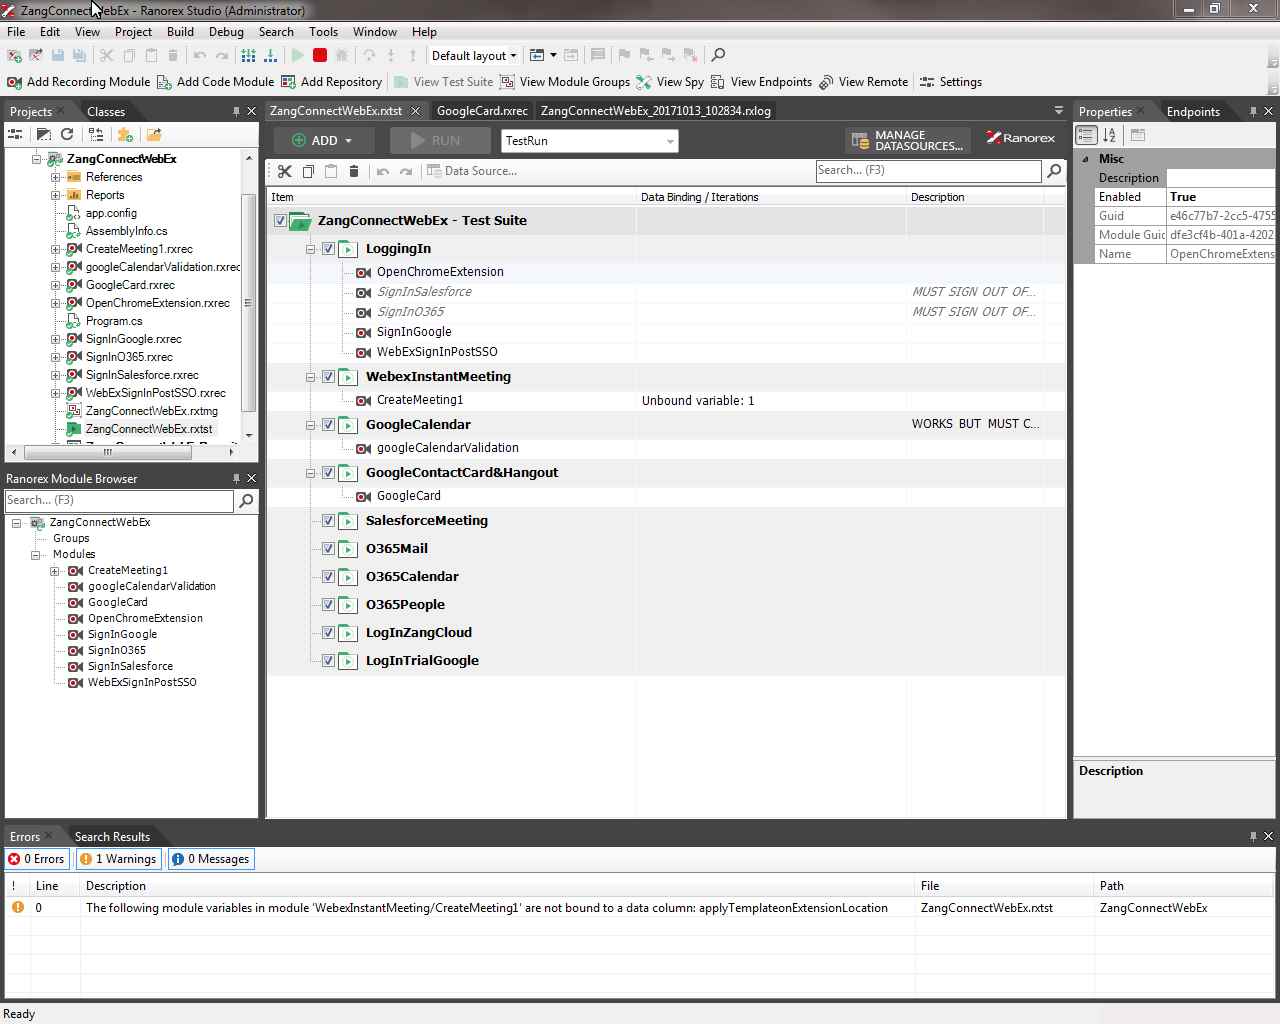 ZangConnectWebEx - Ranorex Studio (Administrator)
File Edit View Project Build Debug Search Tools Window Help
Default layout
Add Recording Module Add Code Module Add Repository View Test Suite View Module Groups View Spy View Endpoints View Remote Settings
Projects Classes
ZangConnectWebEx
References
Reports
app.config
AssemblyInfo.cs
CreateMeeting1.rxrec
googleCalendarValidation.rxrec
GoogleCard.rxrec
OpenChromeExtension.rxrec
Program.cs
SignInGoogle.rxrec
SignInO365.rxrec
SignInSalesforce.rxrec
WebExSignInPostSSO.rxrec
ZangConnectWebEx.rxtmg
ZangConnectWebEx.rxtst
Ranorex Module Browser
Search... (F3)
ZangConnectWebEx
Groups
Modules
CreateMeeting1
googleCalendarValidation
GoogleCard
OpenChromeExtension
SignInGoogle
SignInO365
SignInSalesforce
WebExSignInPostSSO
ZangConnectWebEx.rxtst GoogleCard.rxrec ZangConnectWebEx_20171013_102834.rxlog
ADD RUN TestRun MANAGE DATASOURCES... Ranorex
Data Source... Search... (F3)
Item Data Binding / Iterations Description
ZangConnectWebEx - Test Suite
LoggingIn
OpenChromeExtension
SignInSalesforce MUST SIGN OUT OF...
SignInO365 MUST SIGN OUT OF...
SignInGoogle
WebExSignInPostSSO
WebexInstantMeeting
CreateMeeting1 Unbound variable: 1
GoogleCalendar WORKS BUT MUST C...
googleCalendarValidation
GoogleContactCard&Hangout
GoogleCard
SalesforceMeeting
O365Mail
O365Calendar
O365People
LogInZangCloud
LogInTrialGoogle
Properties Endpoints
Misc
Description
Enabled True
Guid e46c77b7-2cc5-4755
Module Guid dfe3cf4b-401a-4202
Name OpenChromeExtens
Description
Errors Search Results
0 Errors 1 Warnings 0 Messages
! Line Description File Path
0 The following module variables in module 'WebexInstantMeeting/CreateMeeting1' are not bound to a data column: applyTemplateonExtensionLocation ZangConnectWebEx.rxtst ZangConnectWebEx
Ready